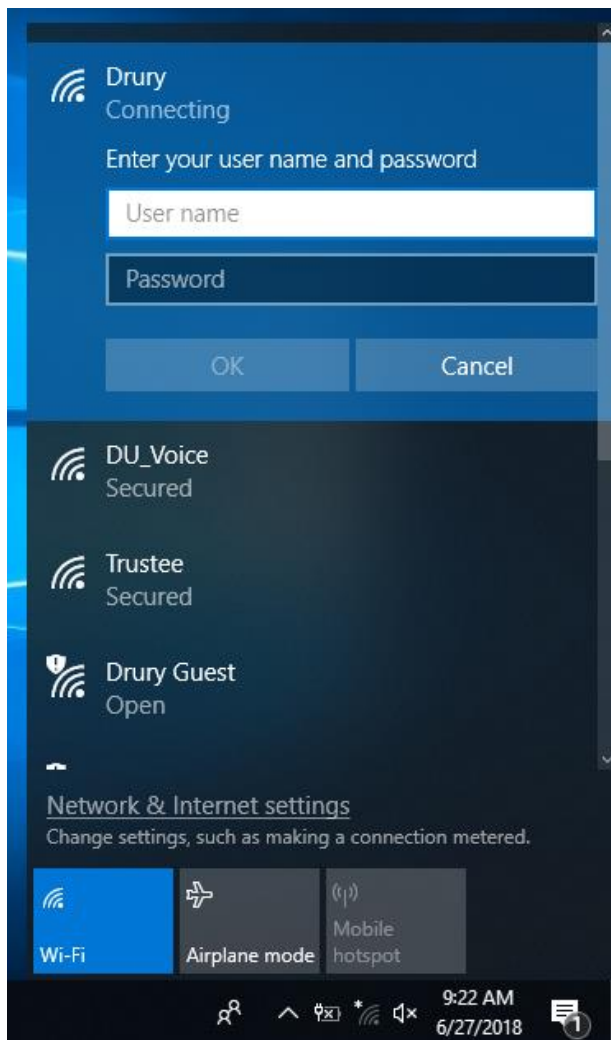 Drury
Connecting
Enter your user name and password
User name
Password
OK
Cancel
DU_Voice
Secured
Trustee
Secured
Drury Guest
Open
Network & Internet settings
Change settings, such as making a connection metered.
Wi-Fi
Airplane mode
Mobile
hotspot
9:22 AM
6/27/2018
1